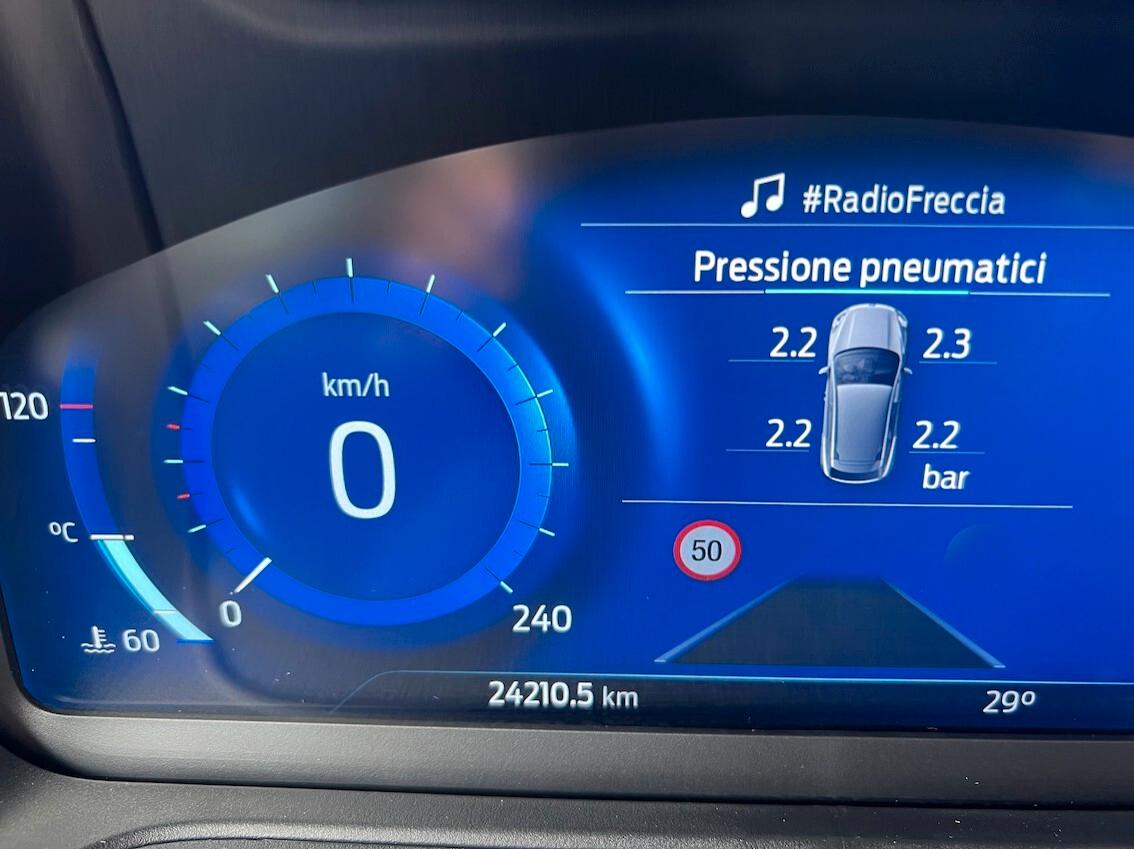 #RadioFreccia
Pressione pneumatici
2.2 2.3
2.2 2.2
bar
km/h
0
120
°C
60
0
240
50
24210.5 km
29°